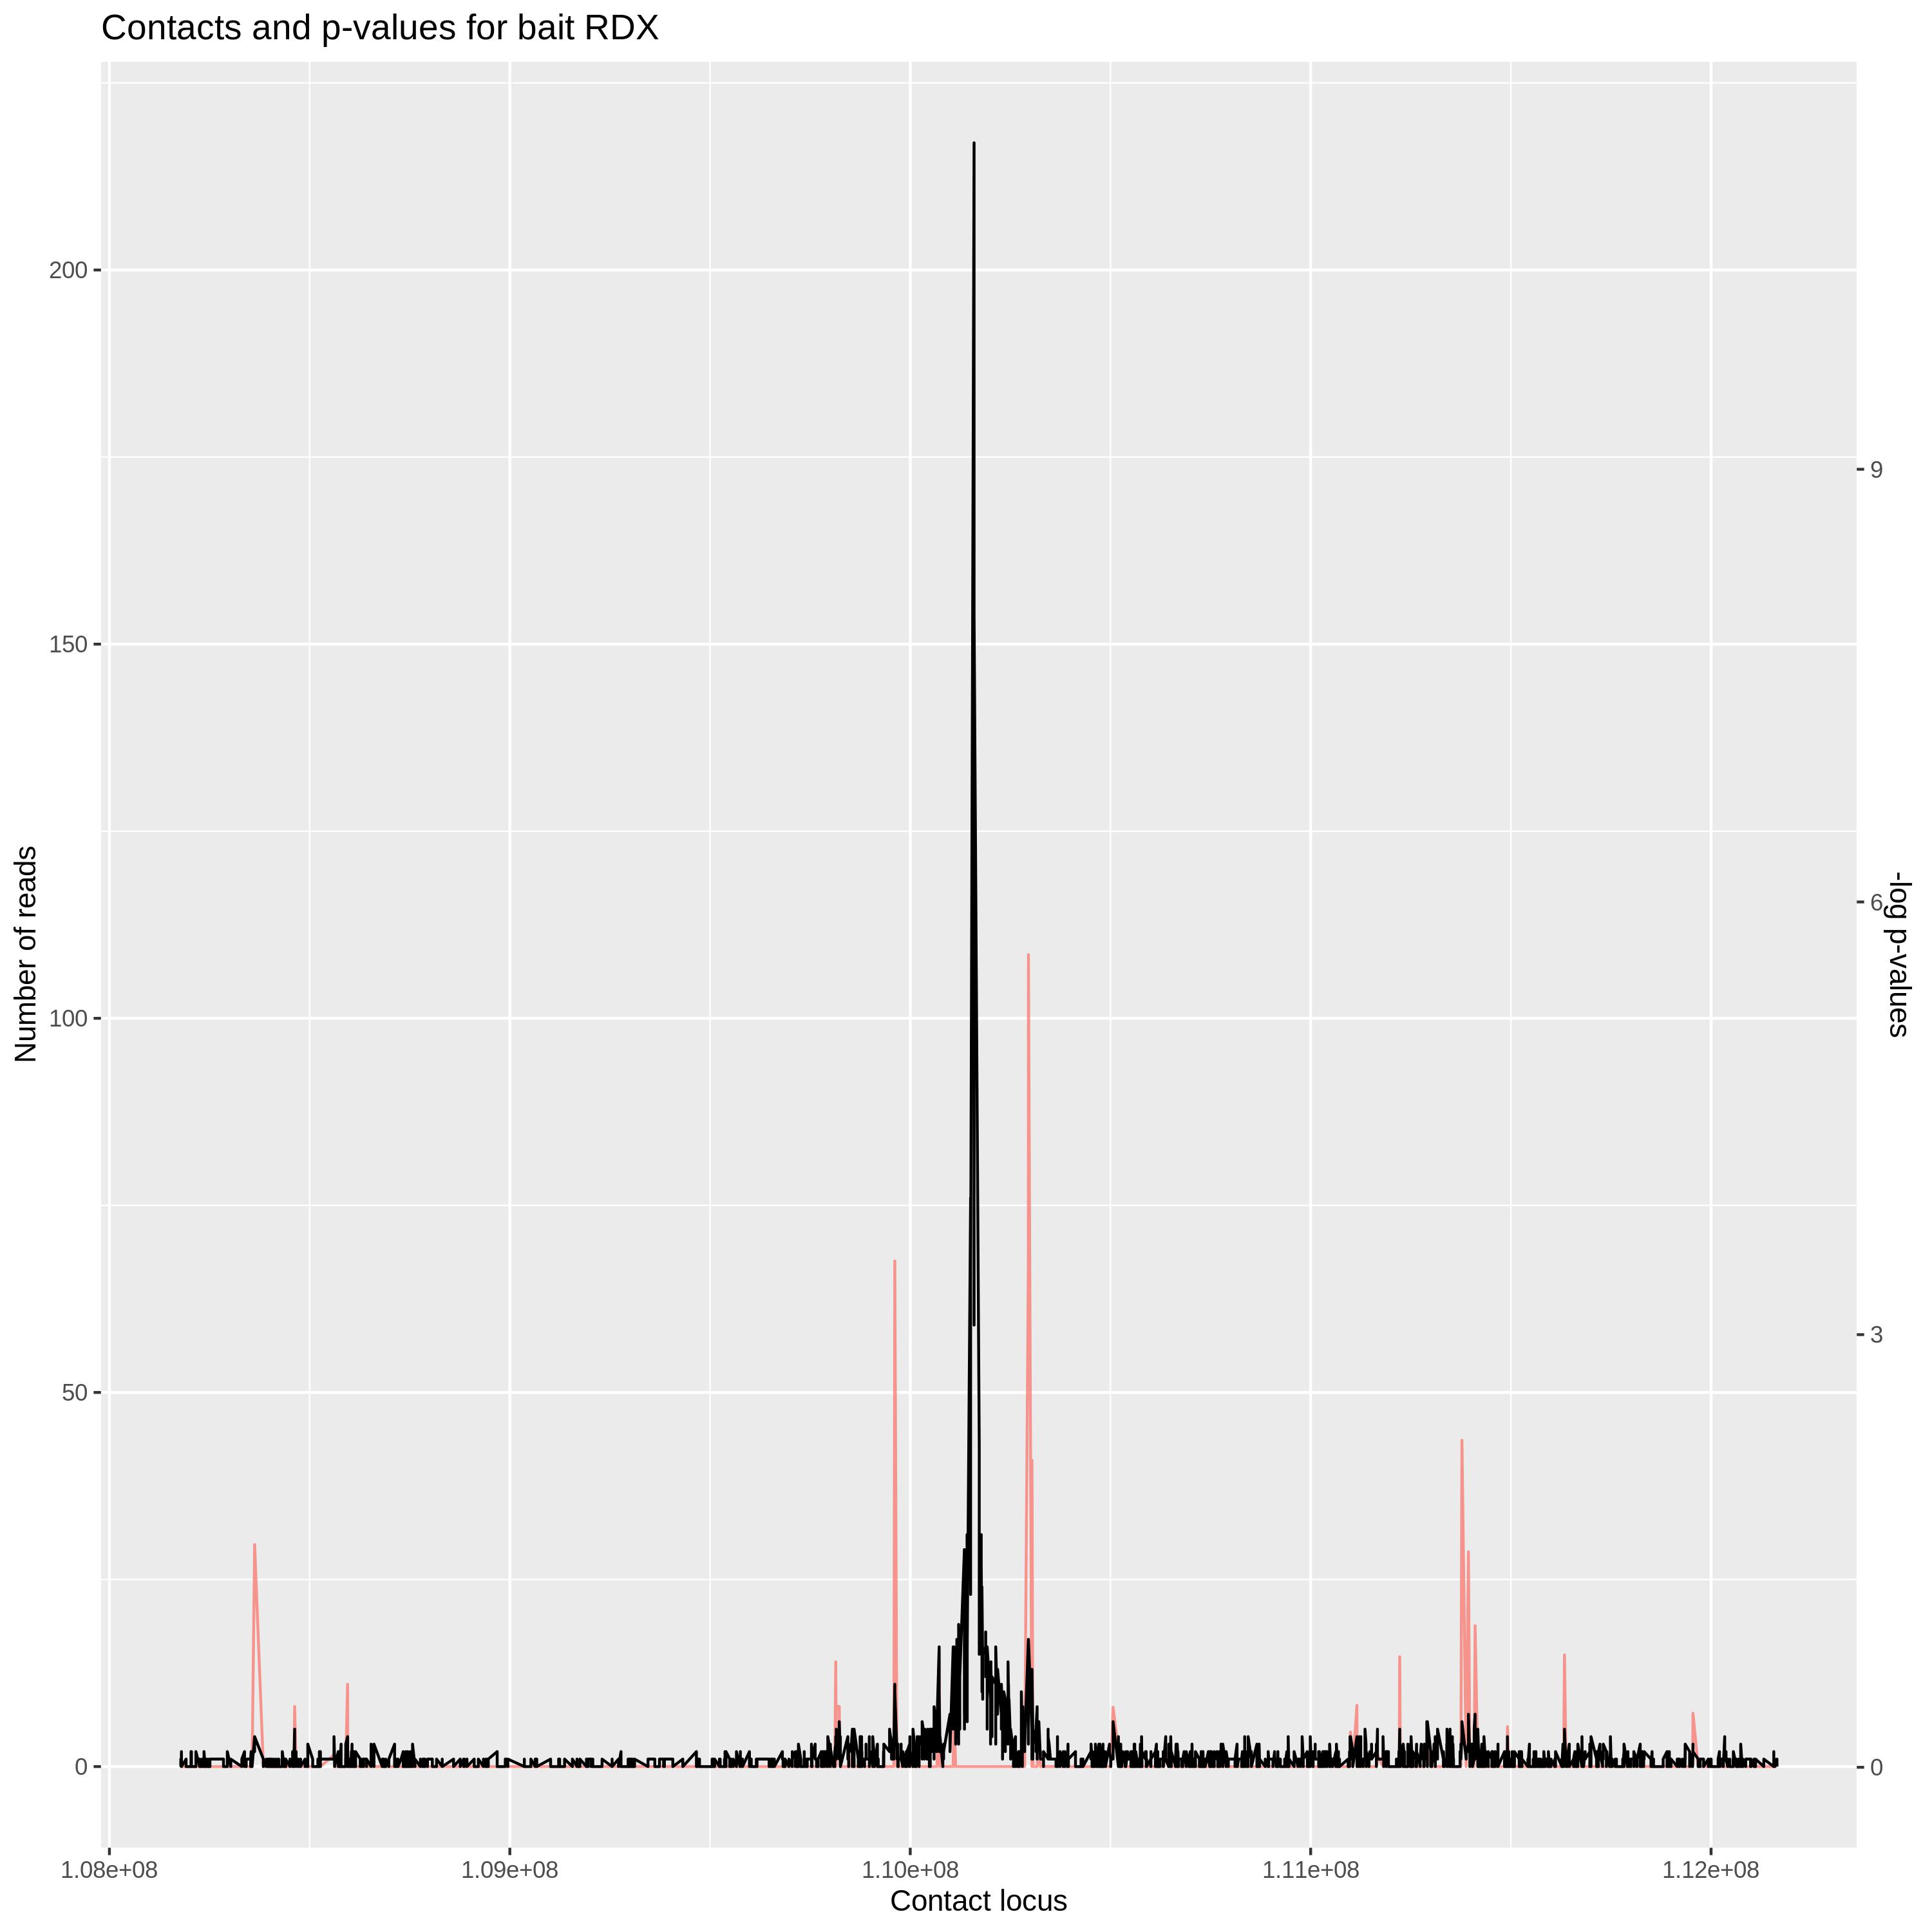 Contacts and p-values for bait RDX
Number of reads
200
150
100
50
0
9
6
3
0
-log p-values
1.08e+08
1.09e+08
1.10e+08
1.11e+08
1.12e+08
Contact locus